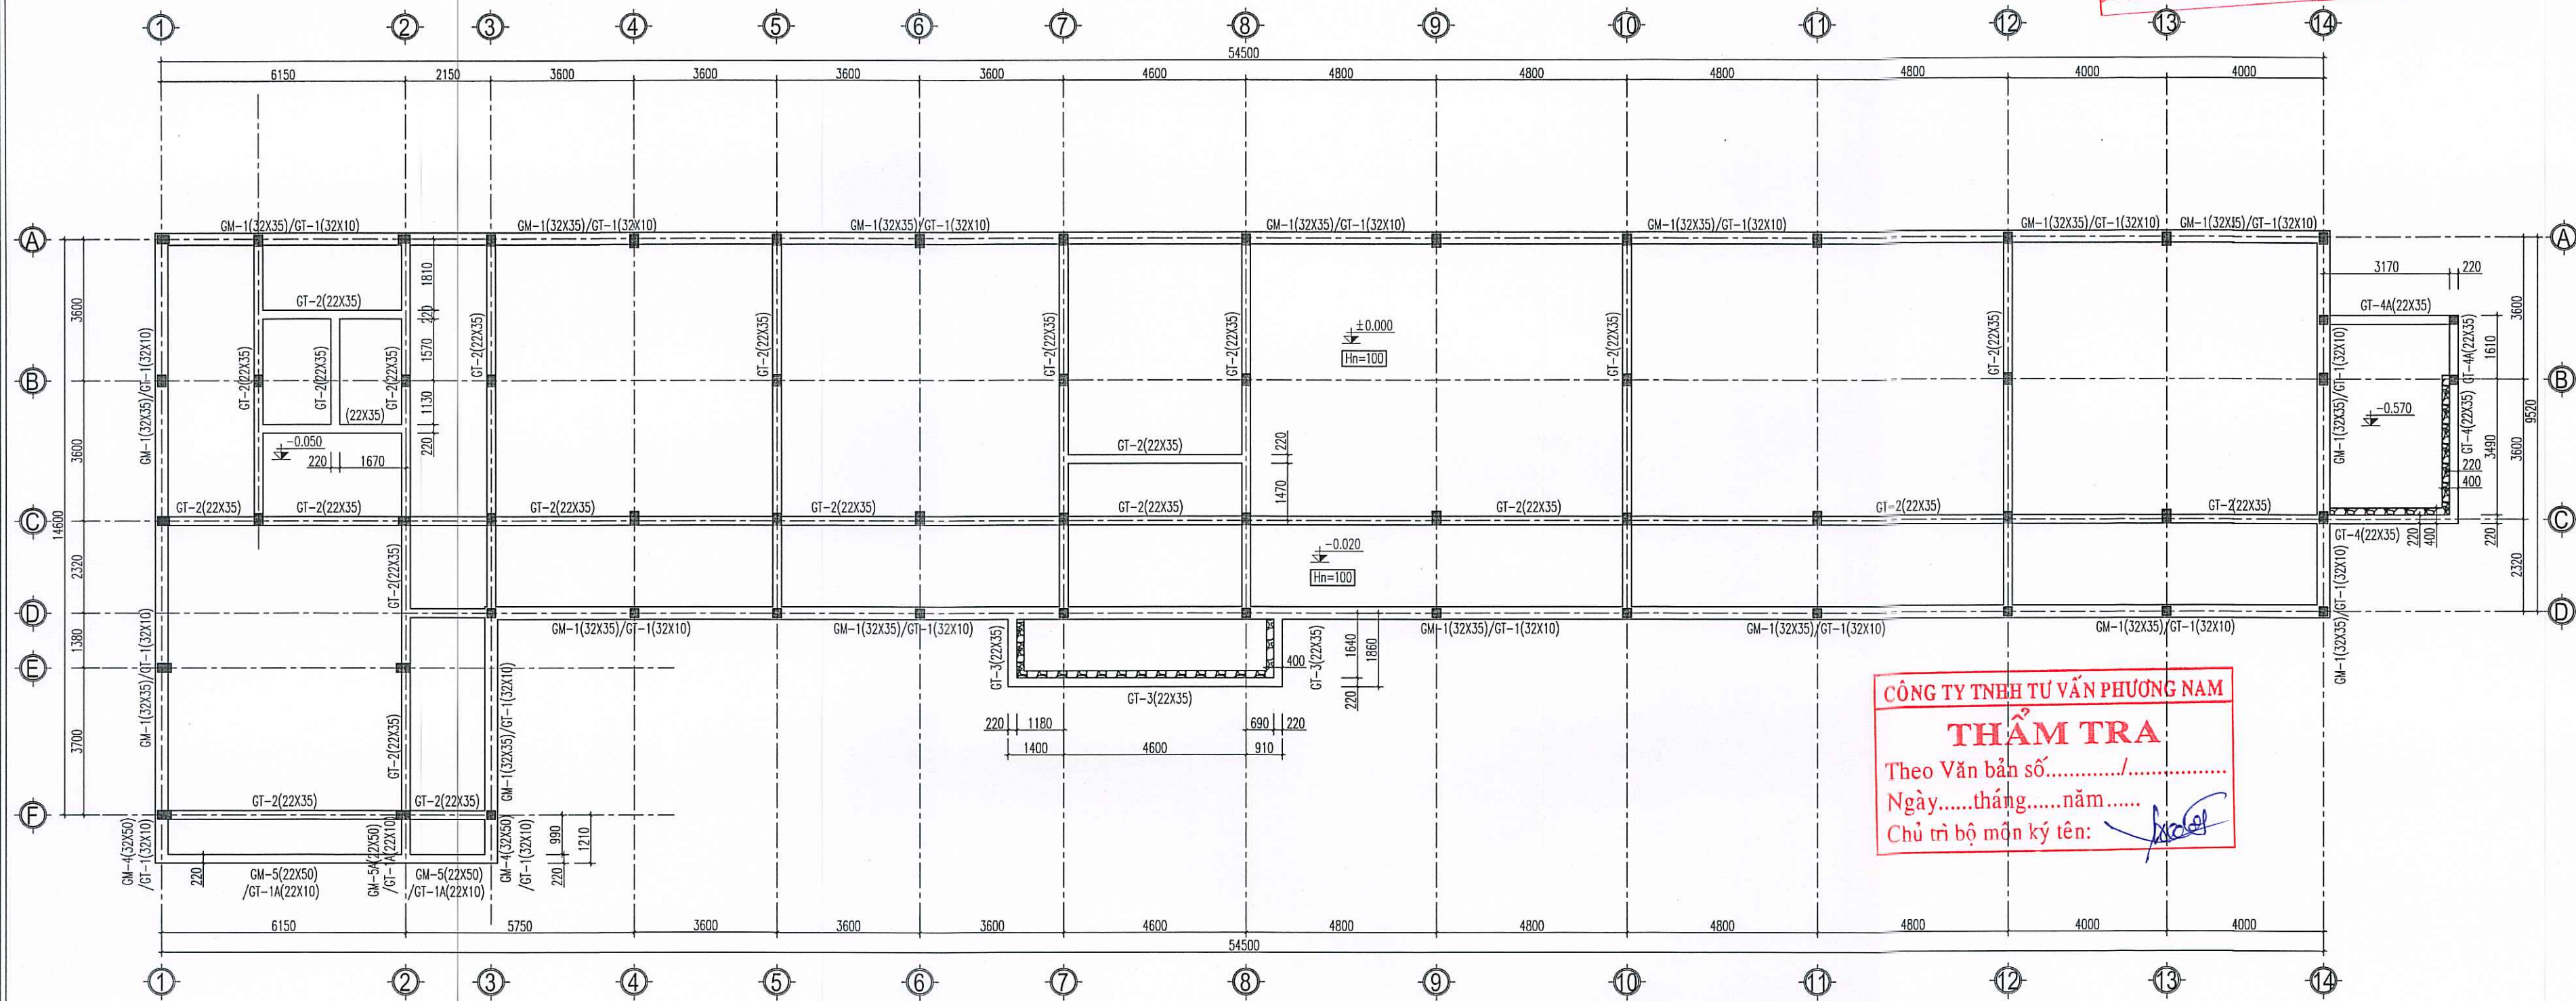 1 2 3 4 5 6 7 8 9 10 11 12 13 14
54500
6150 2150 3600 3600 3600 3600 4600 4800 4800 4800 4800 4000 4000
GM-1(32X35)/GT-1(32X10) GM-1(32X35)/GT-1(32X10) GM-1(32X35)/GT-1(32X10) GM-1(32X35)/GT-1(32X10) GM-1(32X35)/GT-1(32X10) GM-1(32X35)/GT-1(32X10) GM-1(32X35)/GT-1(32X10)
A A
3600
1810
220
1570
1130
220
GT-2(22X35)
GM-1(32X35)/GT-1(32X10)
GT-2(22X35)
GT-2(22X35)
GT-2(22X35)
(22X35)
GT-2(22X35)
GT-2(22X35)
GT-2(22X35)
GT-2(22X35)
GT-2(22X35)
GT-2(22X35)
±0.000
Hn=100
3170 220
GT-4A(22X35)
3600
1610
GT-4A(22X35)
GM-1(32X35)/GT-1(32X10)
B B
9520
-0.570
GT-4(22X35)
3490
3600
220
400
3600
-0.050
220 1670
GT-2(22X35)
220
1470
GT-2(22X35) GT-2(22X35) GT-2(22X35) GT-2(22X35) GT-2(22X35) GT-2(22X35) GT-2(22X35) GT-2(22X35)
C C
14600
GT-4(22X35)
220
400
220
2320
2320
GT-2(22X35)
-0.020
Hn=100
GM-1(32X35)/GT-1(32X10)
D D
GM-1(32X35)/GT-1(32X10) GM-1(32X35)/GT-1(32X10) GM-1(32X35)/GT-1(32X10) GM-1(32X35)/GT-1(32X10) GM-1(32X35)/GT-1(32X10)
1380
GM-1(32X35)/GT-1(32X10)
GT-3(22X35)
400
GT-3(22X35)
1640
1860
220
E
GT-3(22X35)
GM-1(32X35)/GT-1(32X10)
3700
GT-2(22X35)
220 1180 690 220
1400 4600 910
CÔNG TY TNHH TƯ VẤN PHƯƠNG NAM
THẨM TRA
Theo Văn bản số............./.................
Ngày......tháng......năm......
Chủ trì bộ môn ký tên:
GT-2(22X35) GT-2(22X35)
F
GM-4(32X50)
/GT-1(32X10)
220
GM-5(22X50)
/GT-1A(22X10)
GM-5A(22X50)
/GT-1A(22X10)
GM-5(22X50)
/GT-1A(22X10)
GM-4(32X50)
/GT-1(32X10)
990
1210
220
6150 5750 3600 3600 3600 4600 4800 4800 4800 4800 4000 4000
54500
1 2 3 4 5 6 7 8 9 10 11 12 13 14